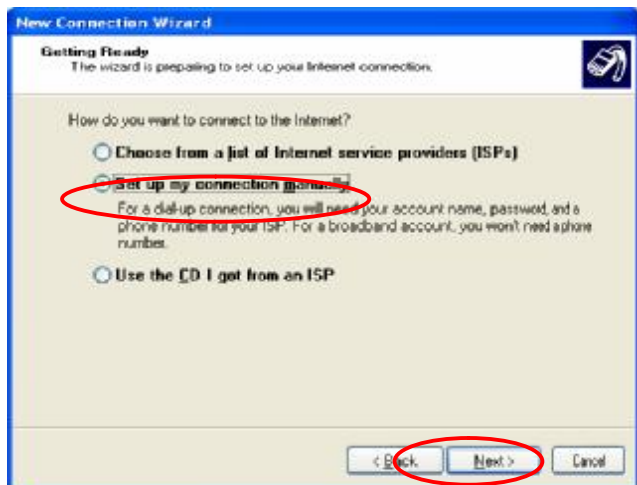 New Connection Wizard
Getting Ready
The wizard is preparing to set up your Internet connection.
How do you want to connect to the Internet?
Choose from a list of Internet service providers (ISPs)
Set up my connection manually
For a dial-up connection, you will need your account name, password, and a
phone number for your ISP. For a broadband account, you won't need a phone
number.
Use the CD I got from an ISP
< Back Next > Cancel